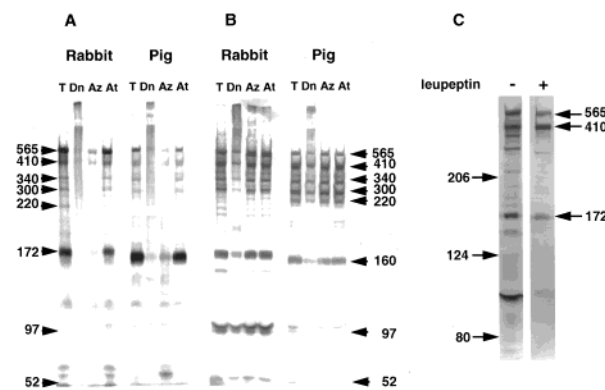 A B C
Rabbit Pig Rabbit Pig
leupeptin - +
T Dn Az At T Dn Az At T Dn Az At T Dn Az At
565 565 565
410 410 410
340 340
300 300
220 220
206
172 160 172
124
97 97
80
52 52